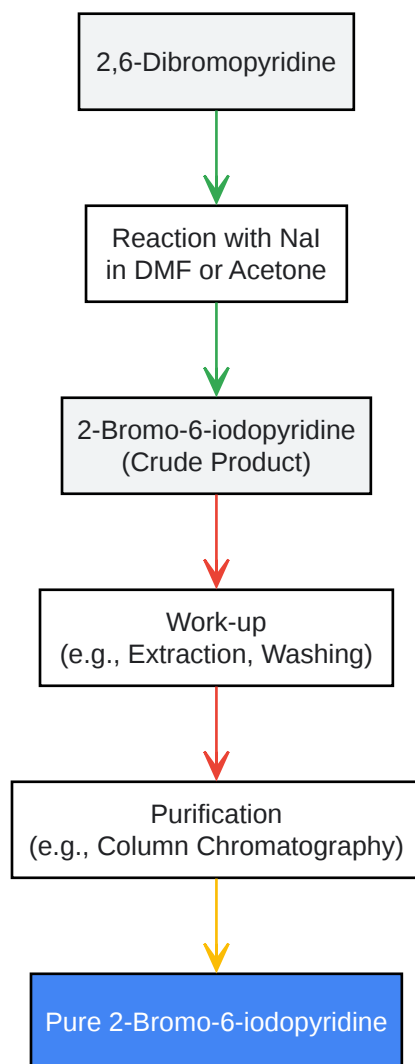 2,6-Dibromopyridine
Reaction with NaI
in DMF or Acetone
2-Bromo-6-iodopyridine
(Crude Product)
Work-up
(e.g., Extraction, Washing)
Purification
(e.g., Column Chromatography)
Pure 2-Bromo-6-iodopyridine